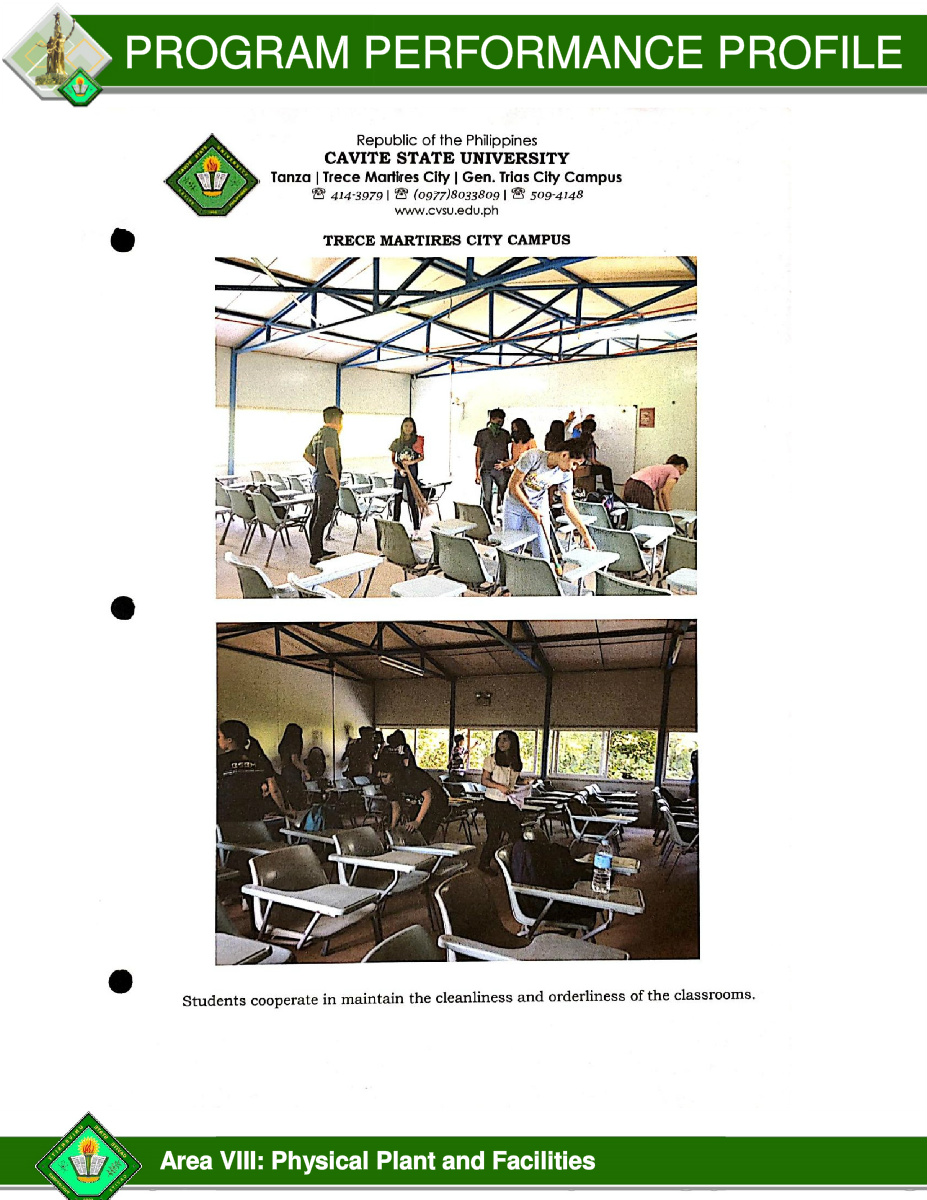 PROGRAM PERFORMANCE PROFILE
Republic of the Philippines
CAVITE STATE UNIVERSITY
Tanza | Trece Martires City | Gen. Trias City Campus
☏ 414-3979 | ☏ (0977)8033809 | ☏ 509-4148
www.cvsu.edu.ph
TRECE MARTIRES CITY CAMPUS
Students cooperate in maintain the cleanliness and orderliness of the classrooms.
Area VIII: Physical Plant and Facilities